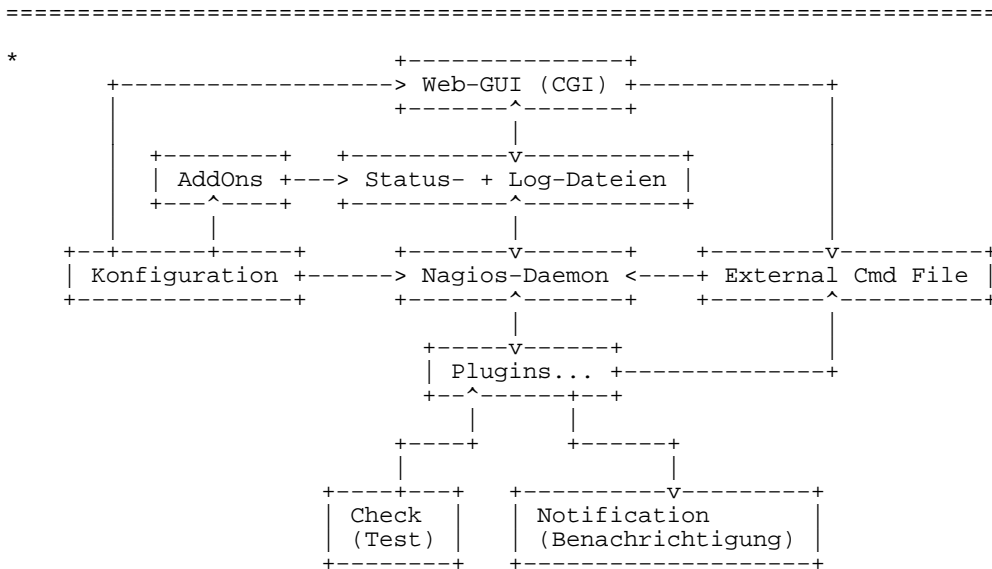 *
Web-GUI (CGI)
AddOns
Status- + Log-Dateien
Konfiguration
Nagios-Daemon
External Cmd File
Plugins...
Check
(Test)
Notification
(Benachrichtigung)